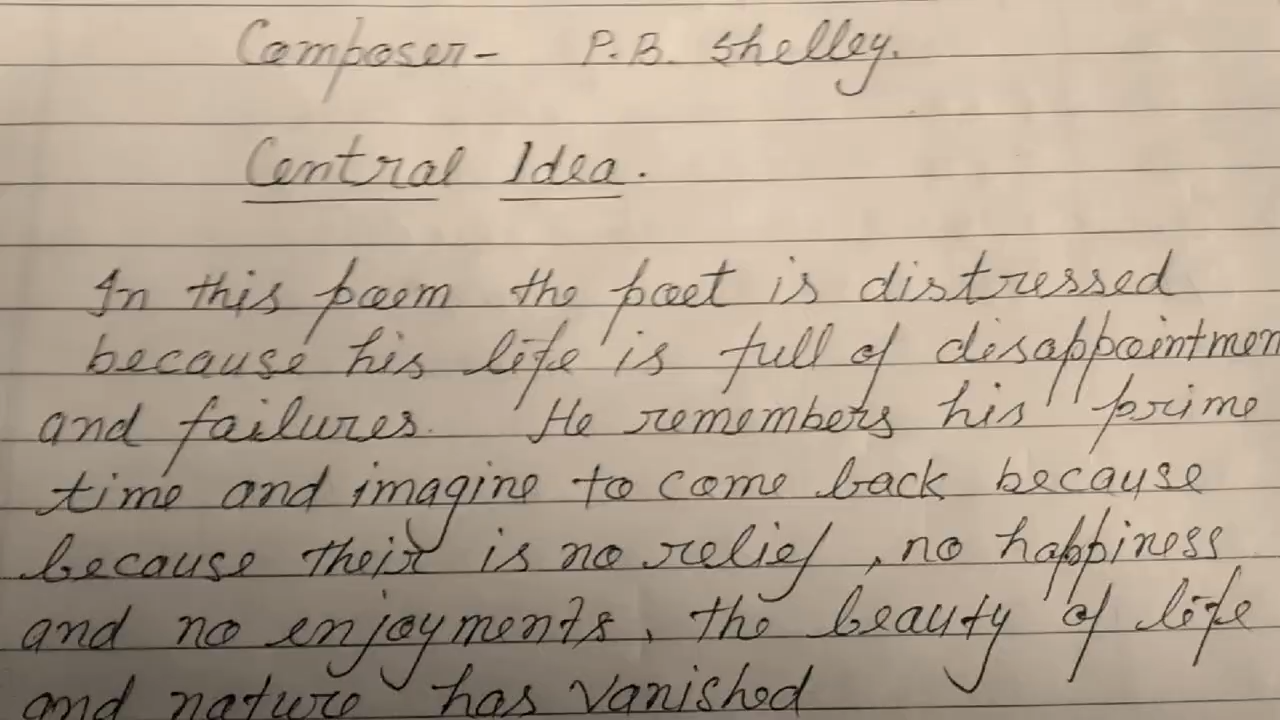 Composer- P.B. Shelley.
Central Idea.
In this poem the poet is distressed
because his life is full of disappointmen
and failures. He remembers his prime
time and imagine to come back because
because their is no relief, no happiness
and no enjoyments, the beauty of life
and nature has vanished